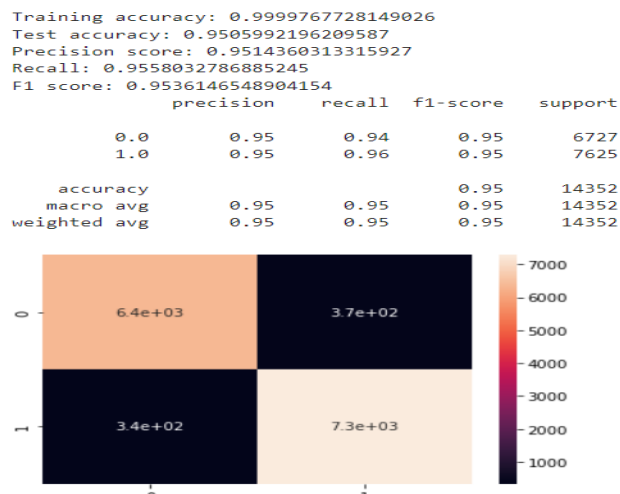 Training accuracy: 0.9999767728149026
Test accuracy: 0.9505992196209587
Precision score: 0.9514360313315927
Recall: 0.9558032786885245
F1 score: 0.9536146548904154
precision recall f1-score support
0.0 0.95 0.94 0.95 6727
1.0 0.95 0.96 0.95 7625
accuracy 0.95 14352
macro avg 0.95 0.95 0.95 14352
weighted avg 0.95 0.95 0.95 14352
7000
0 6.4e+03 3.7e+02
6000
5000
4000
3000
1 3.4e+02 7.3e+03
2000
1000